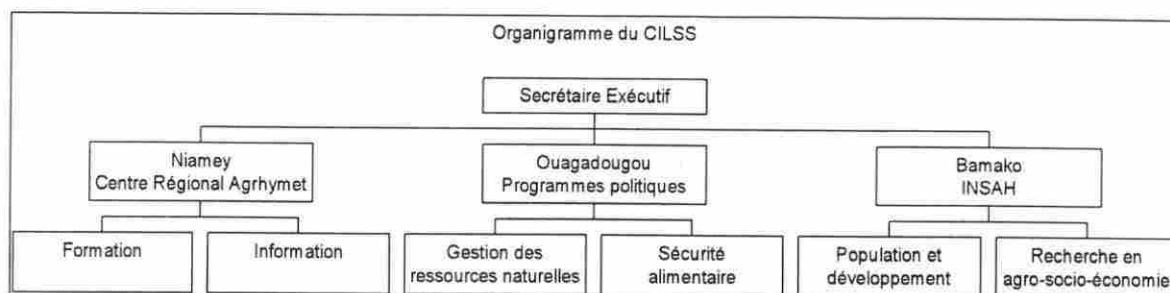 Organigramme du CILSS
Secrétaire Exécutif
Niamey
Centre Régional Agrhymet
Ouagadougou
Programmes politiques
Bamako
INSAH
Formation
Information
Gestion des
ressources naturelles
Sécurité
alimentaire
Population et
développement
Recherche en
agro-socio-économie